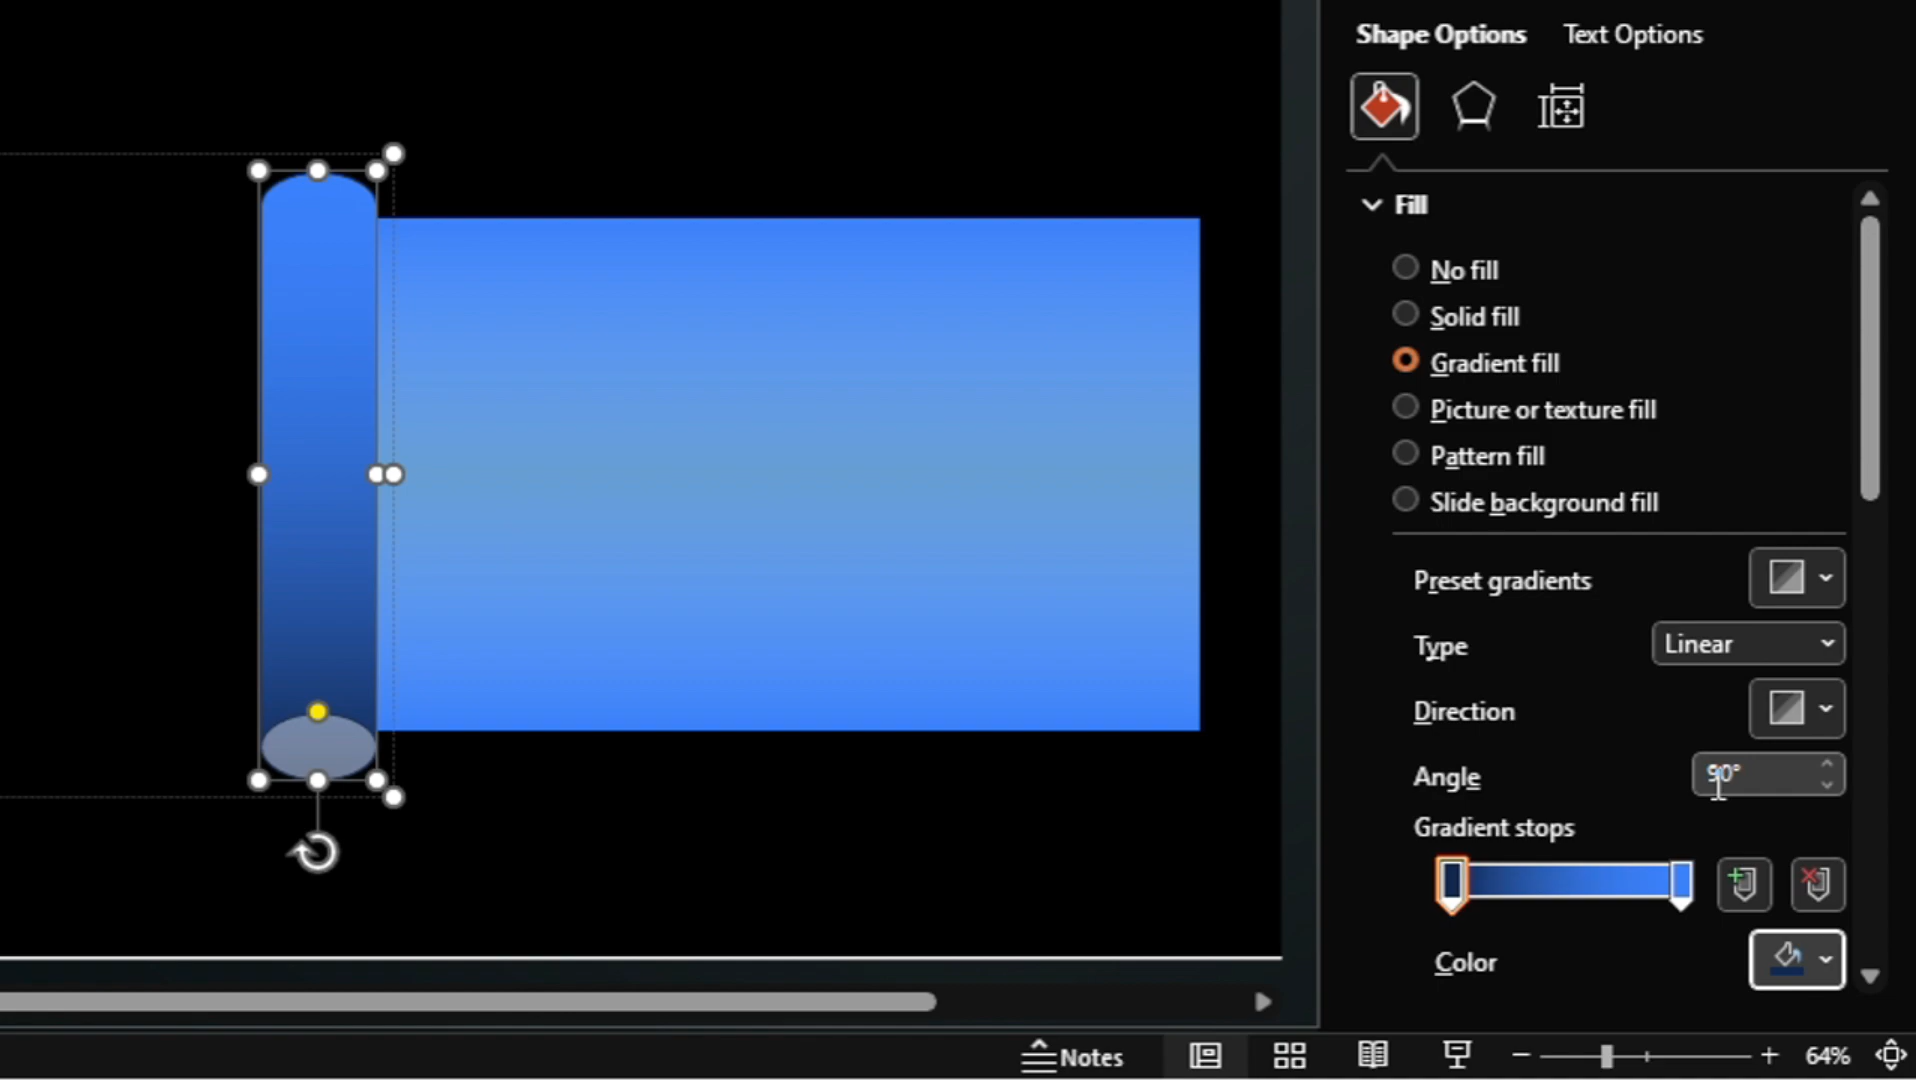 Shape Options Text Options
Fill
No fill
Solid fill
Gradient fill
Picture or texture fill
Pattern fill
Slide background fill
Preset gradients
Type Linear
Direction
Angle 90°
Gradient stops
Color
Notes 64%